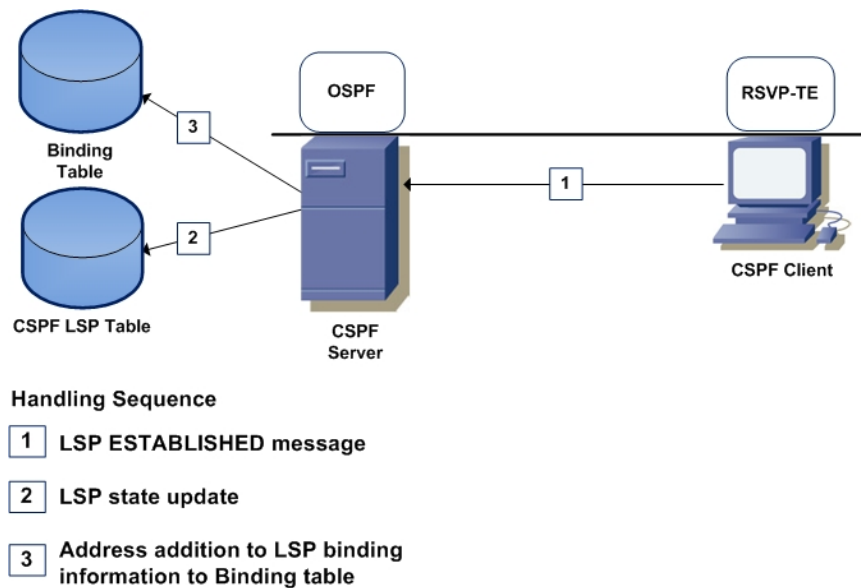 OSPF
RSVP-TE
3
Binding
Table
1
2
CSPF LSP Table
CSPF
Server
CSPF Client
Handling Sequence
1 LSP ESTABLISHED message
2 LSP state update
3 Address addition to LSP binding
information to Binding table